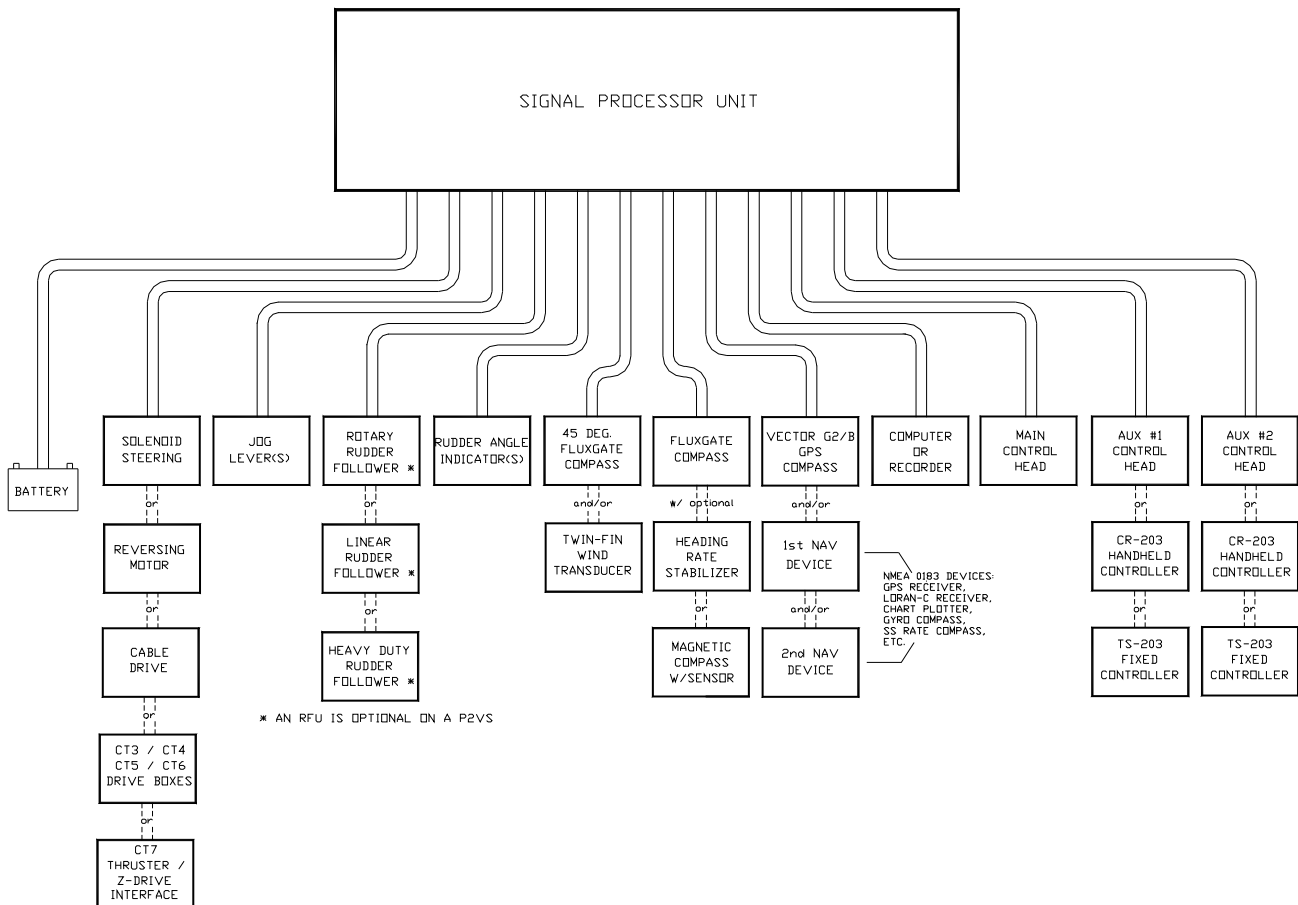 SIGNAL PROCESSOR UNIT
BATTERY
SOLENOID
STEERING
or
REVERSING
MOTOR
or
CABLE
DRIVE
or
CT3 / CT4
CT5 / CT6
DRIVE BOXES
or
CT7
THRUSTER /
Z-DRIVE
INTERFACE
JOG
LEVER(S)
ROTARY
RUDDER
FOLLOWER *
or
LINEAR
RUDDER
FOLLOWER *
or
HEAVY DUTY
RUDDER
FOLLOWER *
* AN RFU IS OPTIONAL ON A P2VS
RUDDER ANGLE
INDICATOR(S)
45 DEG.
FLUXGATE
COMPASS
and/or
TWIN-FIN
WIND
TRANSDUCER
FLUXGATE
COMPASS
W/ optional
HEADING
RATE
STABILIZER
or
MAGNETIC
COMPASS
W/SENSOR
VECTOR G2/B
GPS
COMPASS
and/or
1st NAV
DEVICE
and/or
2nd NAV
DEVICE
NMEA 0183 DEVICES:
GPS RECEIVER,
LORAN-C RECEIVER,
CHART PLOTTER,
GYRO COMPASS,
SS RATE COMPASS,
ETC.
COMPUTER
OR
RECORDER
MAIN
CONTROL
HEAD
AUX #1
CONTROL
HEAD
or
CR-203
HANDHELD
CONTROLLER
or
TS-203
FIXED
CONTROLLER
AUX #2
CONTROL
HEAD
or
CR-203
HANDHELD
CONTROLLER
or
TS-203
FIXED
CONTROLLER